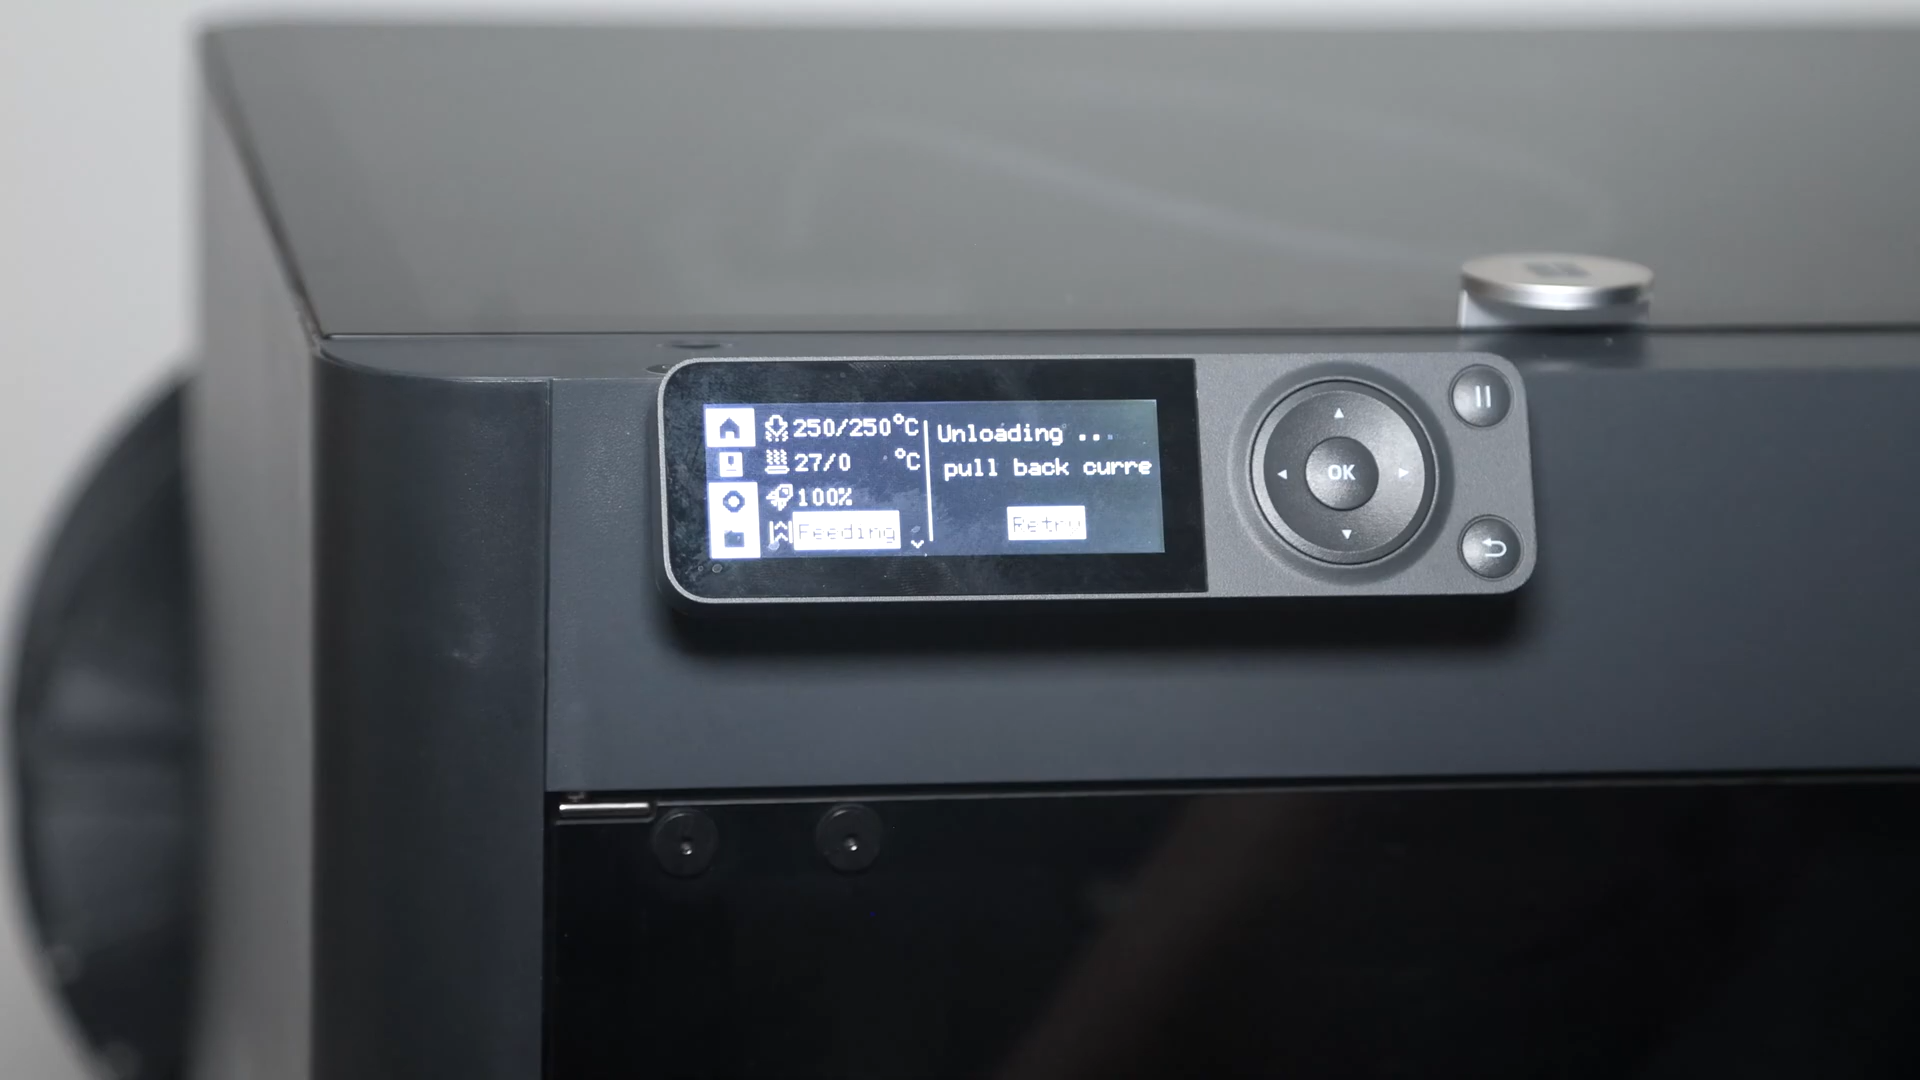 250/250°C
27/0 °C
100%
Feeding
Unloading ...
pull back curre
Retry
OK